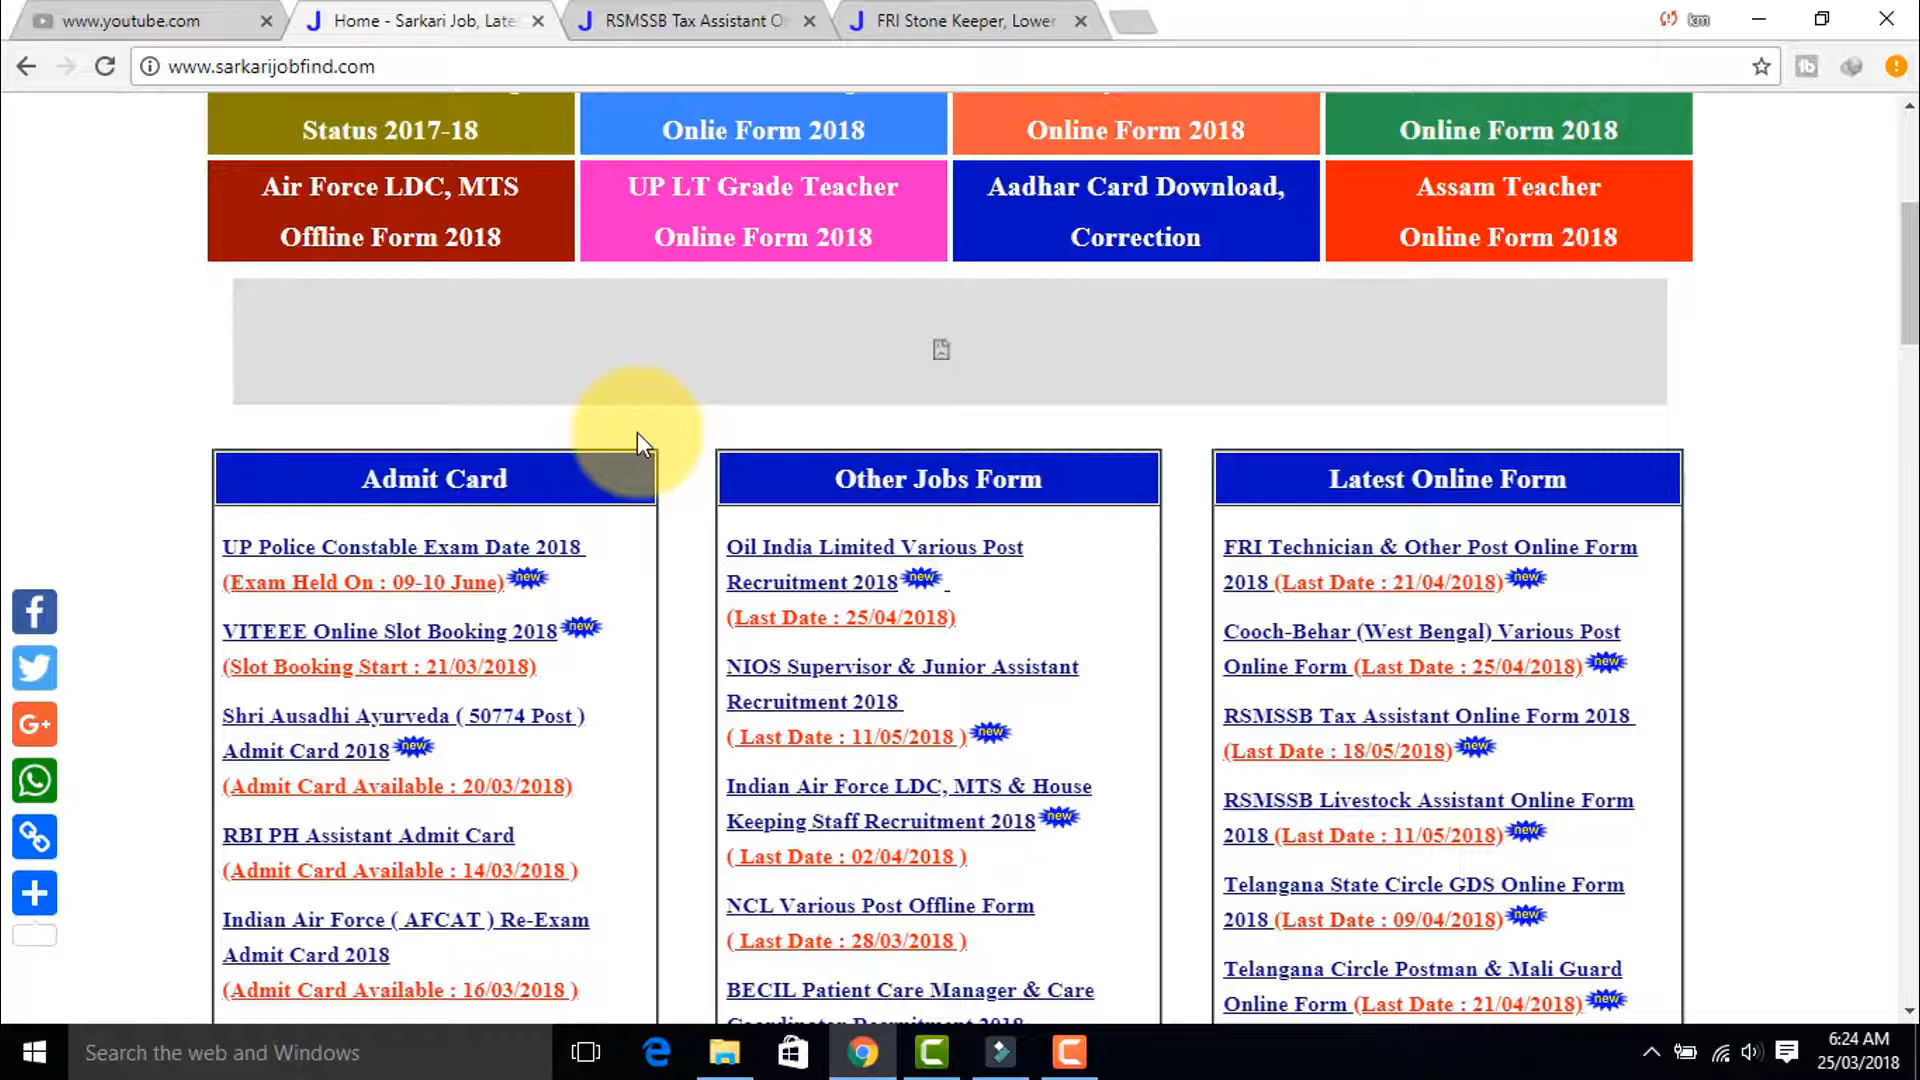 www.youtube.com
Home - Sarkari Job, Late
RSMSSB Tax Assistant O
FRI Stone Keeper, Lower
www.sarkarijobfind.com
Status 2017-18
Onlie Form 2018
Online Form 2018
Online Form 2018
Air Force LDC, MTS
Offline Form 2018
UP LT Grade Teacher
Online Form 2018
Aadhar Card Download,
Correction
Assam Teacher
Online Form 2018
Admit Card
UP Police Constable Exam Date 2018
(Exam Held On : 09-10 June) new
VITEEE Online Slot Booking 2018 new
(Slot Booking Start : 21/03/2018)
Shri Ausadhi Ayurveda ( 50774 Post )
Admit Card 2018 new
(Admit Card Available : 20/03/2018)
RBI PH Assistant Admit Card
(Admit Card Available : 14/03/2018 )
Indian Air Force ( AFCAT ) Re-Exam
Admit Card 2018
(Admit Card Available : 16/03/2018 )
Other Jobs Form
Oil India Limited Various Post
Recruitment 2018 new
(Last Date : 25/04/2018)
NIOS Supervisor & Junior Assistant
Recruitment 2018
( Last Date : 11/05/2018 ) new
Indian Air Force LDC, MTS & House
Keeping Staff Recruitment 2018 new
( Last Date : 02/04/2018 )
NCL Various Post Offline Form
( Last Date : 28/03/2018 )
BECIL Patient Care Manager & Care
Coordinator Recruitment 2018
Latest Online Form
FRI Technician & Other Post Online Form
2018 (Last Date : 21/04/2018) new
Cooch-Behar (West Bengal) Various Post
Online Form (Last Date : 25/04/2018) new
RSMSSB Tax Assistant Online Form 2018
(Last Date : 18/05/2018) new
RSMSSB Livestock Assistant Online Form
2018 (Last Date : 11/05/2018) new
Telangana State Circle GDS Online Form
2018 (Last Date : 09/04/2018) new
Telangana Circle Postman & Mali Guard
Online Form (Last Date : 21/04/2018) new
Search the web and Windows
6:24 AM
25/03/2018